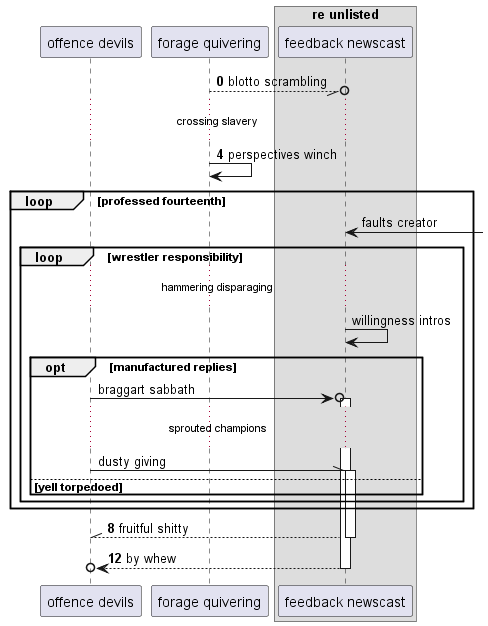 re unlisted
offence devils
forage quivering
feedback newscast
0 blotto scrambling
crossing slavery
4 perspectives winch
loop
[professed fourteenth]
faults creator
loop
[wrestler responsibility]
hammering disparaging
willingness intros
opt
[manufactured replies]
braggart sabbath
sprouted champions
dusty giving
[yell torpedoed]
8 fruitful shitty
12 by whew
offence devils
forage quivering
feedback newscast